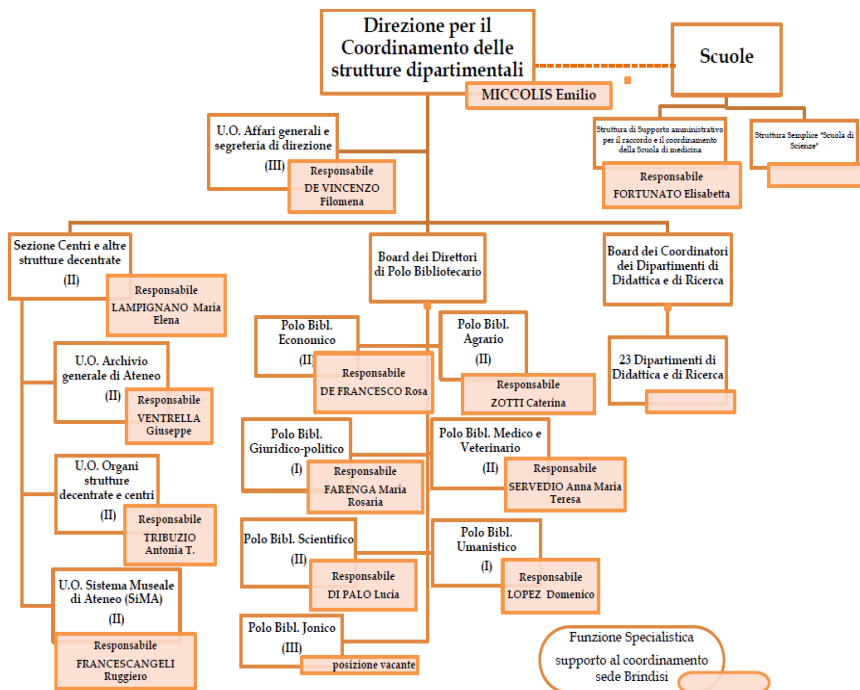 Direzione per il
Coordinamento delle
strutture dipartimentali
MICCOLIS Emilio
Scuole
Struttura di Supporto amministrativo
per il raccordo e il coordinamento
della Scuola di medicina
Responsabile
FORTUNATO Elisabetta
Struttura Semplice "Scuola di
Scienze"
U.O. Affari generali e
segreteria di direzione
(III)
Responsabile
DE VINCENZO
Filomena
Sezione Centri e altre
strutture decentrate
(II)
Responsabile
LAMPIGNANO Maria
Elena
U.O. Archivio
generale di Ateneo
(II)
Responsabile
VENTRELLA
Giuseppe
U.O. Organi
strutture
decentrate e centri
(II)
Responsabile
TRIBUZIO
Antonia T.
U.O. Sistema Museale
di Ateneo (SiMA)
(II)
Responsabile
FRANCESCANGELI
Ruggiero
Board dei Direttori
di Polo Bibliotecario
Polo Bibl.
Economico
(II)
Responsabile
DE FRANCESCO Rosa
Polo Bibl.
Agrario
(II)
Responsabile
ZOTTI Caterina
Polo Bibl.
Giuridico-politico
(I)
Responsabile
FARENGA Maria
Rosaria
Polo Bibl. Medico e
Veterinario
(II)
Responsabile
SERVEDIO Anna Maria
Teresa
Polo Bibl. Scientifico
(II)
Responsabile
DI PALO Lucia
Polo Bibl.
Umanistico
(I)
Responsabile
LOPEZ Domenico
Polo Bibl. Jonico
(III)
posizione vacante
Board dei Coordinatori
dei Dipartimenti di
Didattica e di Ricerca
23 Dipartimenti di
Didattica e di Ricerca
Funzione Specialistica
supporto al coordinamento
sede Brindisi